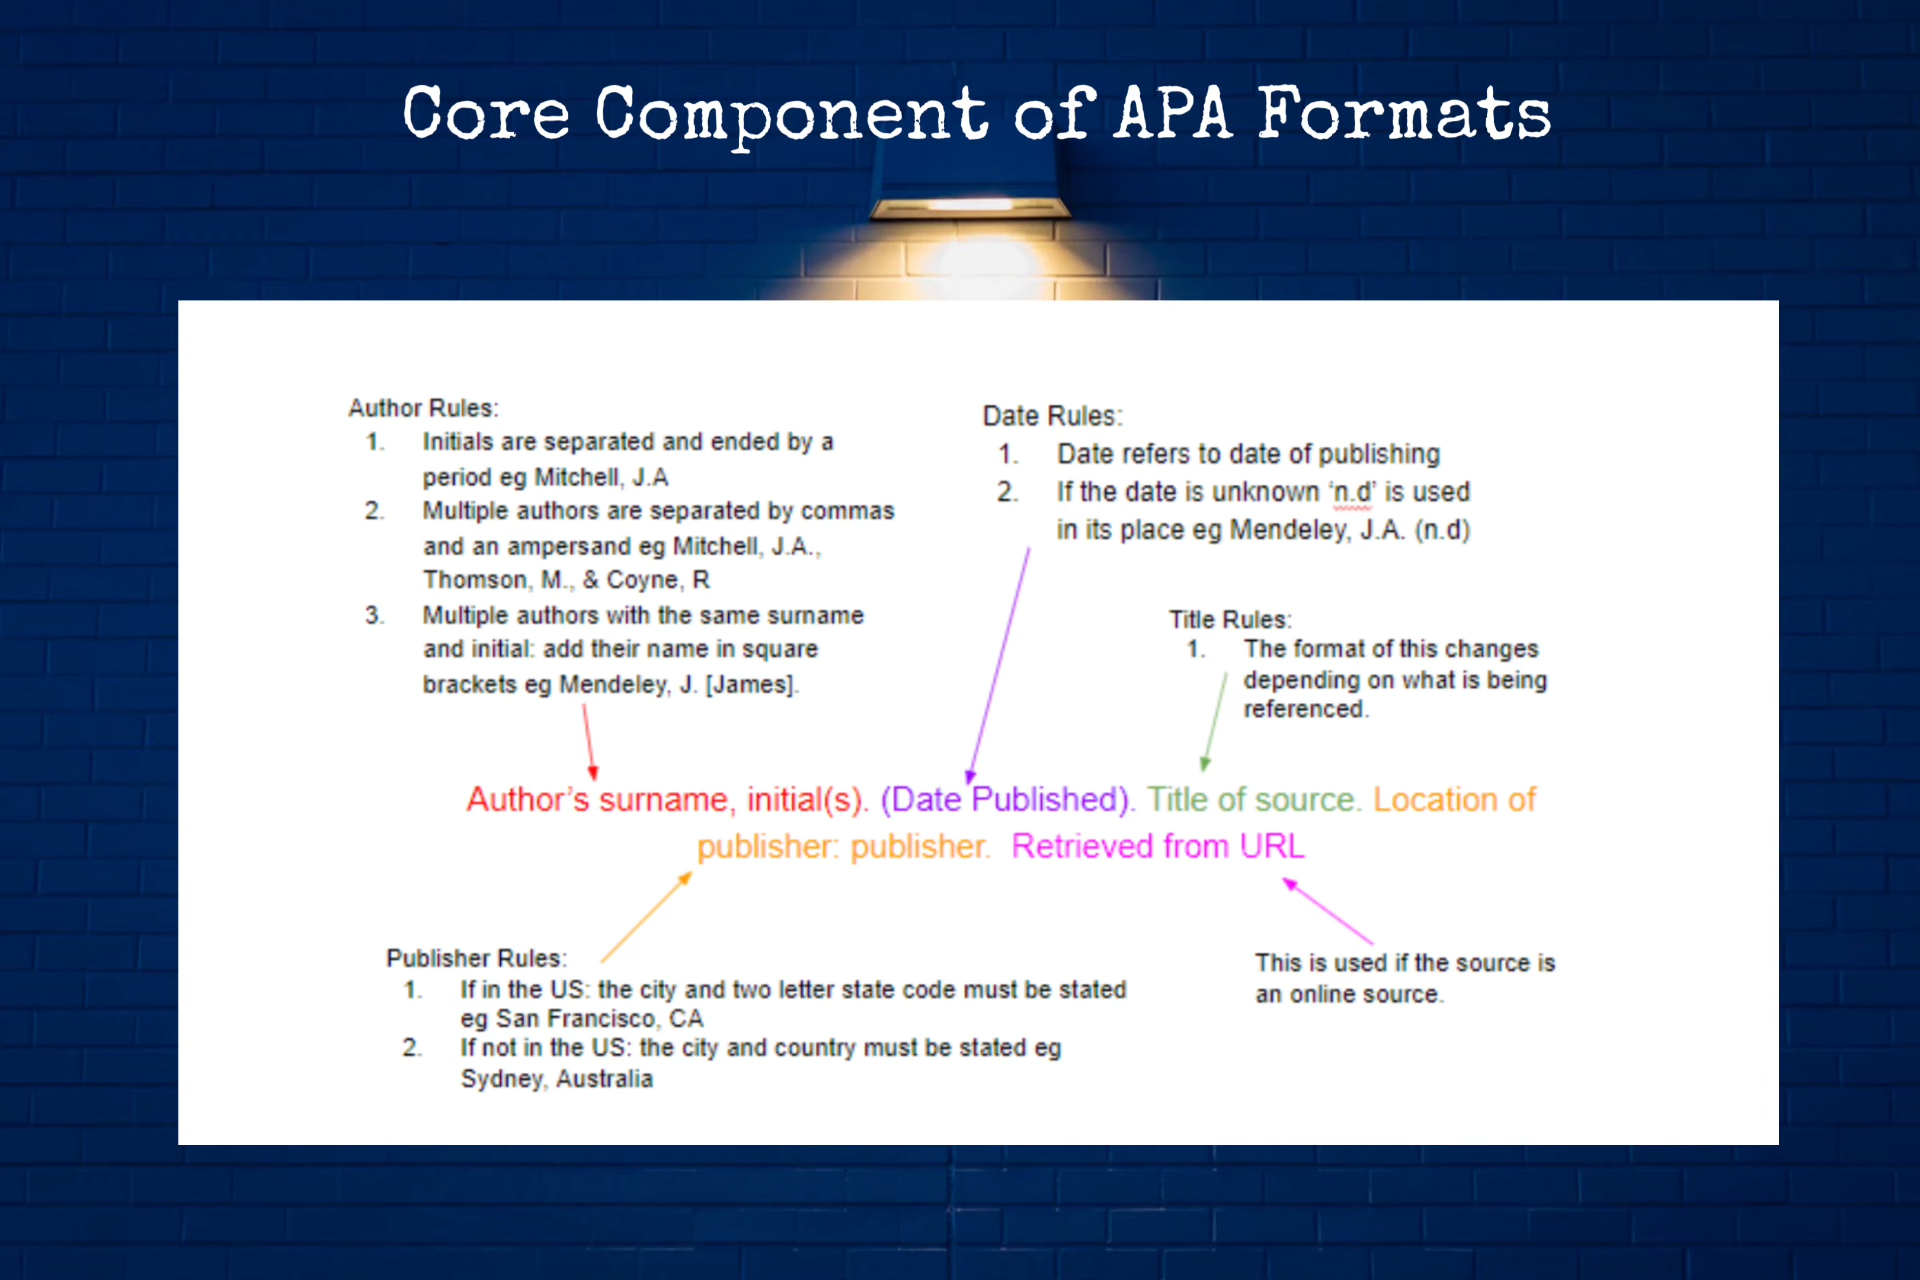 Core Component of APA Formats
Author Rules:
1. Initials are separated and ended by a
period eg Mitchell, J.A
2. Multiple authors are separated by commas
and an ampersand eg Mitchell, J.A.,
Thomson, M., & Coyne, R
3. Multiple authors with the same surname
and initial: add their name in square
brackets eg Mendeley, J. [James].
Date Rules:
1. Date refers to date of publishing
2. If the date is unknown ‘n.d’ is used
in its place eg Mendeley, J.A. (n.d)
Title Rules:
1. The format of this changes
depending on what is being
referenced.
Author’s surname, initial(s). (Date Published). Title of source. Location of
publisher: publisher. Retrieved from URL
Publisher Rules:
1. If in the US: the city and two letter state code must be stated
eg San Francisco, CA
2. If not in the US: the city and country must be stated eg
Sydney, Australia
This is used if the source is
an online source.